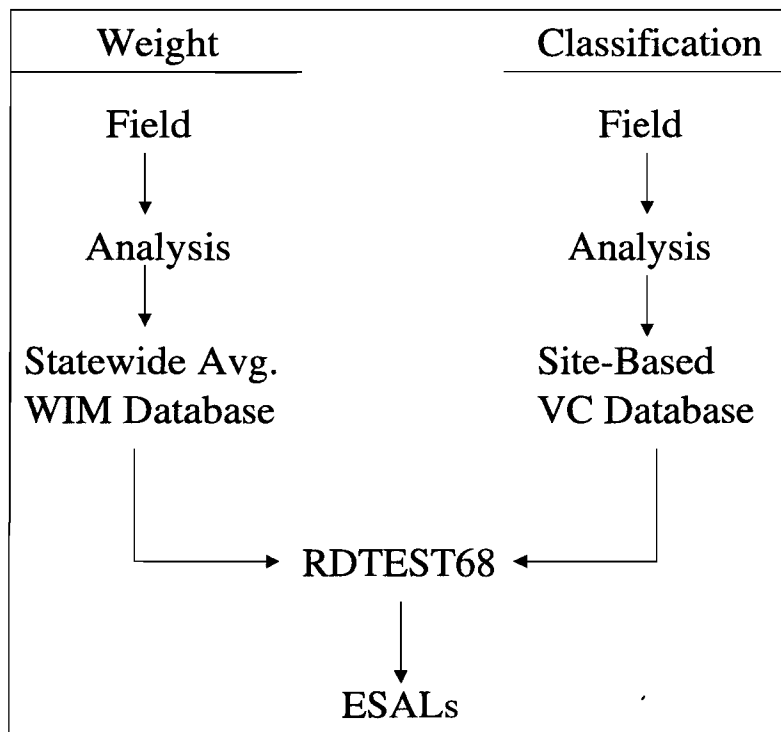 Weight
Classification
Field
Field
Analysis
Analysis
Statewide Avg.
WIM Database
Site-Based
VC Database
RDTEST68
ESALs